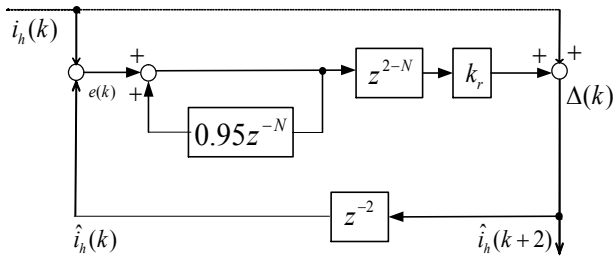 i_h(k)
+
+
e(k)
z^{2-N}
k_r
+
+
Δ(k)
0.95z^{-N}
z^{-2}
î_h(k)
î_h(k+2)